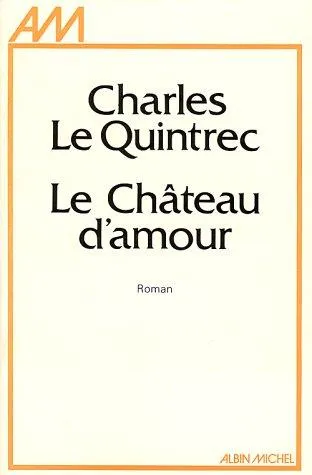 AM
Charles
Le Quintrec
Le Château
d'amour
Roman
ALBIN MICHEL